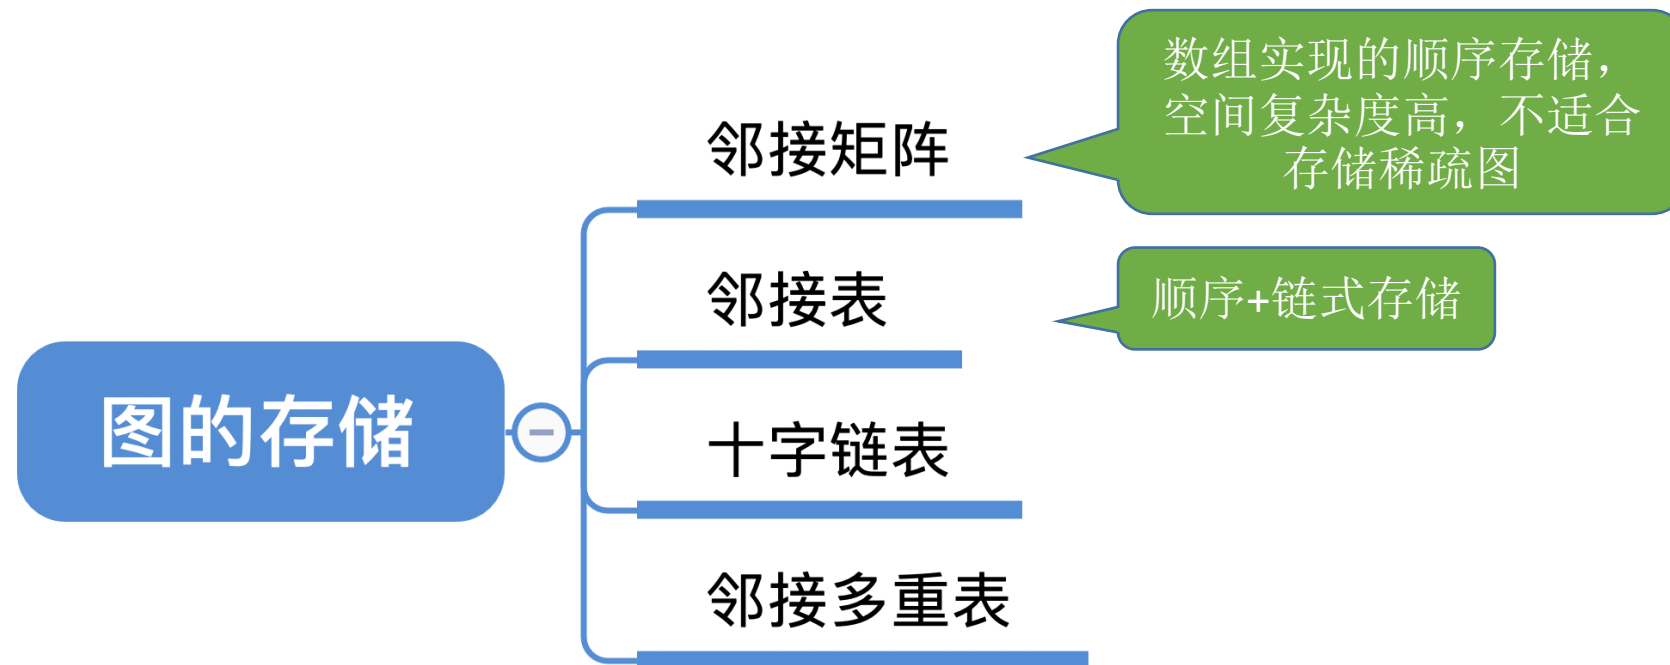 数组实现的顺序存储，
空间复杂度高，不适合
存储稀疏图
邻接矩阵
顺序+链式存储
邻接表
图的存储
十字链表
邻接多重表